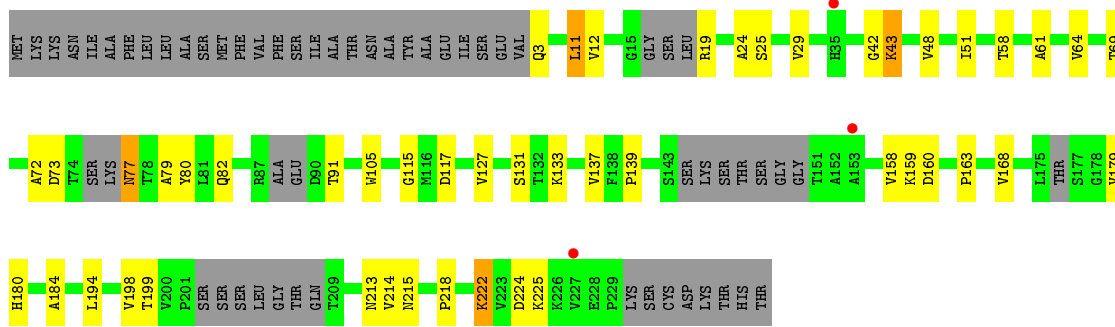 MET LYS LYS ASN ILE ALA PHE LEU LEU ALA SER MET PHE VAL PHE SER ILE ALA THR ASN ALA TYR ALA GLU ILE SER GLU VAL Q3 L11 V12 G15 GLY SER LEU R19 A24 S25 V29 H35 G42 K43 V48 I51 T58 A61 V64 T69
A72 D73 T74 SER LYS N77 T78 A79 Y80 L81 Q82 R87 ALA GLU D90 T91 W105 G115 M116 D117 V127 S131 T132 K133 V137 F138 P139 S143 SER LYS SER THR SER GLY GLY T151 A152 A153 V158 K159 D160 P163 V168 L175 THR S177 G178 V179
H180 A184 L194 V198 T199 V200 P201 SER SER SER LEU GLY THR GLN T209 N213 V214 N215 P218 K222 V223 D224 K225 K226 V227 E228 P229 LYS SER CYS ASP LYS THR HIS THR